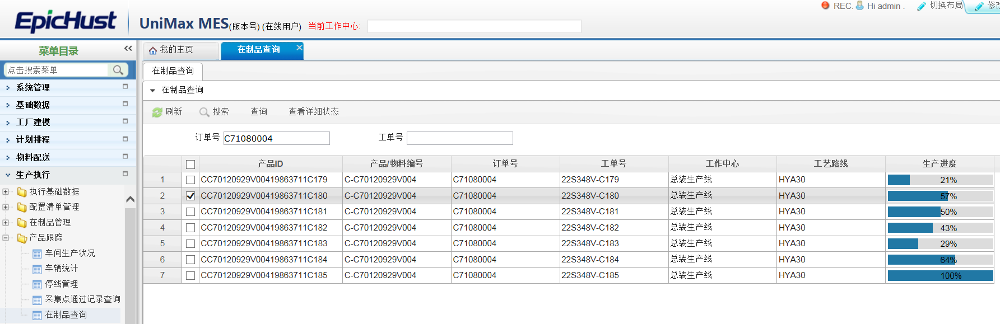 REC. Hi admin . 切换布局
EpicHust UniMax MES(版本号) (在线用户) 当前工作中心:
菜单目录 <<
我的主页 在制品查询
点击搜索菜单
在制品查询
在制品查询
系统管理
基础数据
工厂建模
计划排程
物料配送
生产执行
执行基础数据
配置清单管理
在制品管理
产品跟踪
车间生产状况
车辆统计
停线管理
采集点通过记录查询
在制品查询
刷新 搜索 查询 查看详细状态
订单号 C71080004 工单号
产品ID 产品/物料编号 订单号 工单号 工作中心 工艺路线 生产进度
1 CC70120929V00419863711C179 C-C70120929V004 C71080004 22S348V-C179 总装生产线 HYA30 21%
2 CC70120929V00419863711C180 C-C70120929V004 C71080004 22S348V-C180 总装生产线 HYA30 57%
3 CC70120929V00419863711C181 C-C70120929V004 C71080004 22S348V-C181 总装生产线 HYA30 50%
4 CC70120929V00419863711C182 C-C70120929V004 C71080004 22S348V-C182 总装生产线 HYA30 43%
5 CC70120929V00419863711C183 C-C70120929V004 C71080004 22S348V-C183 总装生产线 HYA30 29%
6 CC70120929V00419863711C184 C-C70120929V004 C71080004 22S348V-C184 总装生产线 HYA30 64%
7 CC70120929V00419863711C185 C-C70120929V004 C71080004 22S348V-C185 总装生产线 HYA30 100%